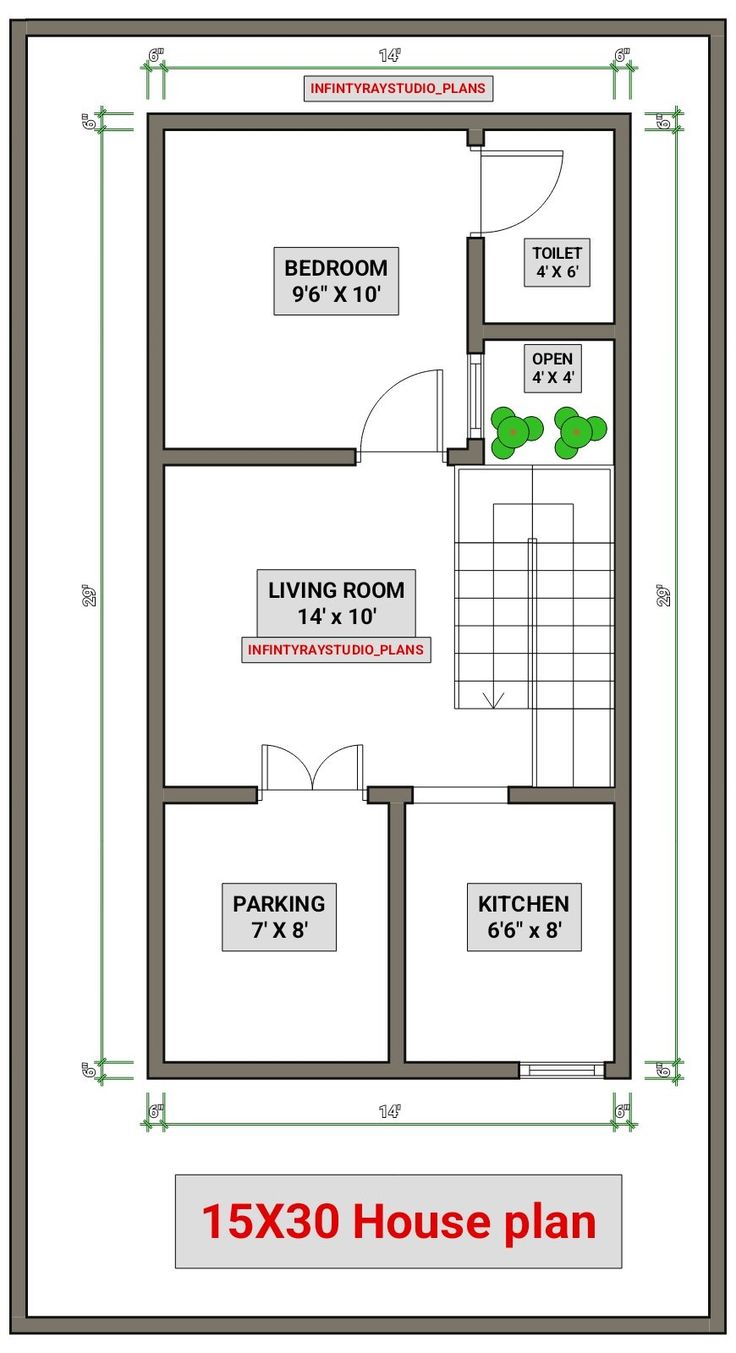 6" 14' 6"
INFINTYRAYSTUDIO_PLANS
6" 6"
BEDROOM
9'6" X 10'
TOILET
4' X 6'
OPEN
4' X 4'
29' 29'
LIVING ROOM
14' x 10'
INFINTYRAYSTUDIO_PLANS
PARKING
7' X 8'
KITCHEN
6'6" x 8'
6" 6"
6" 14' 6"
15X30 House plan